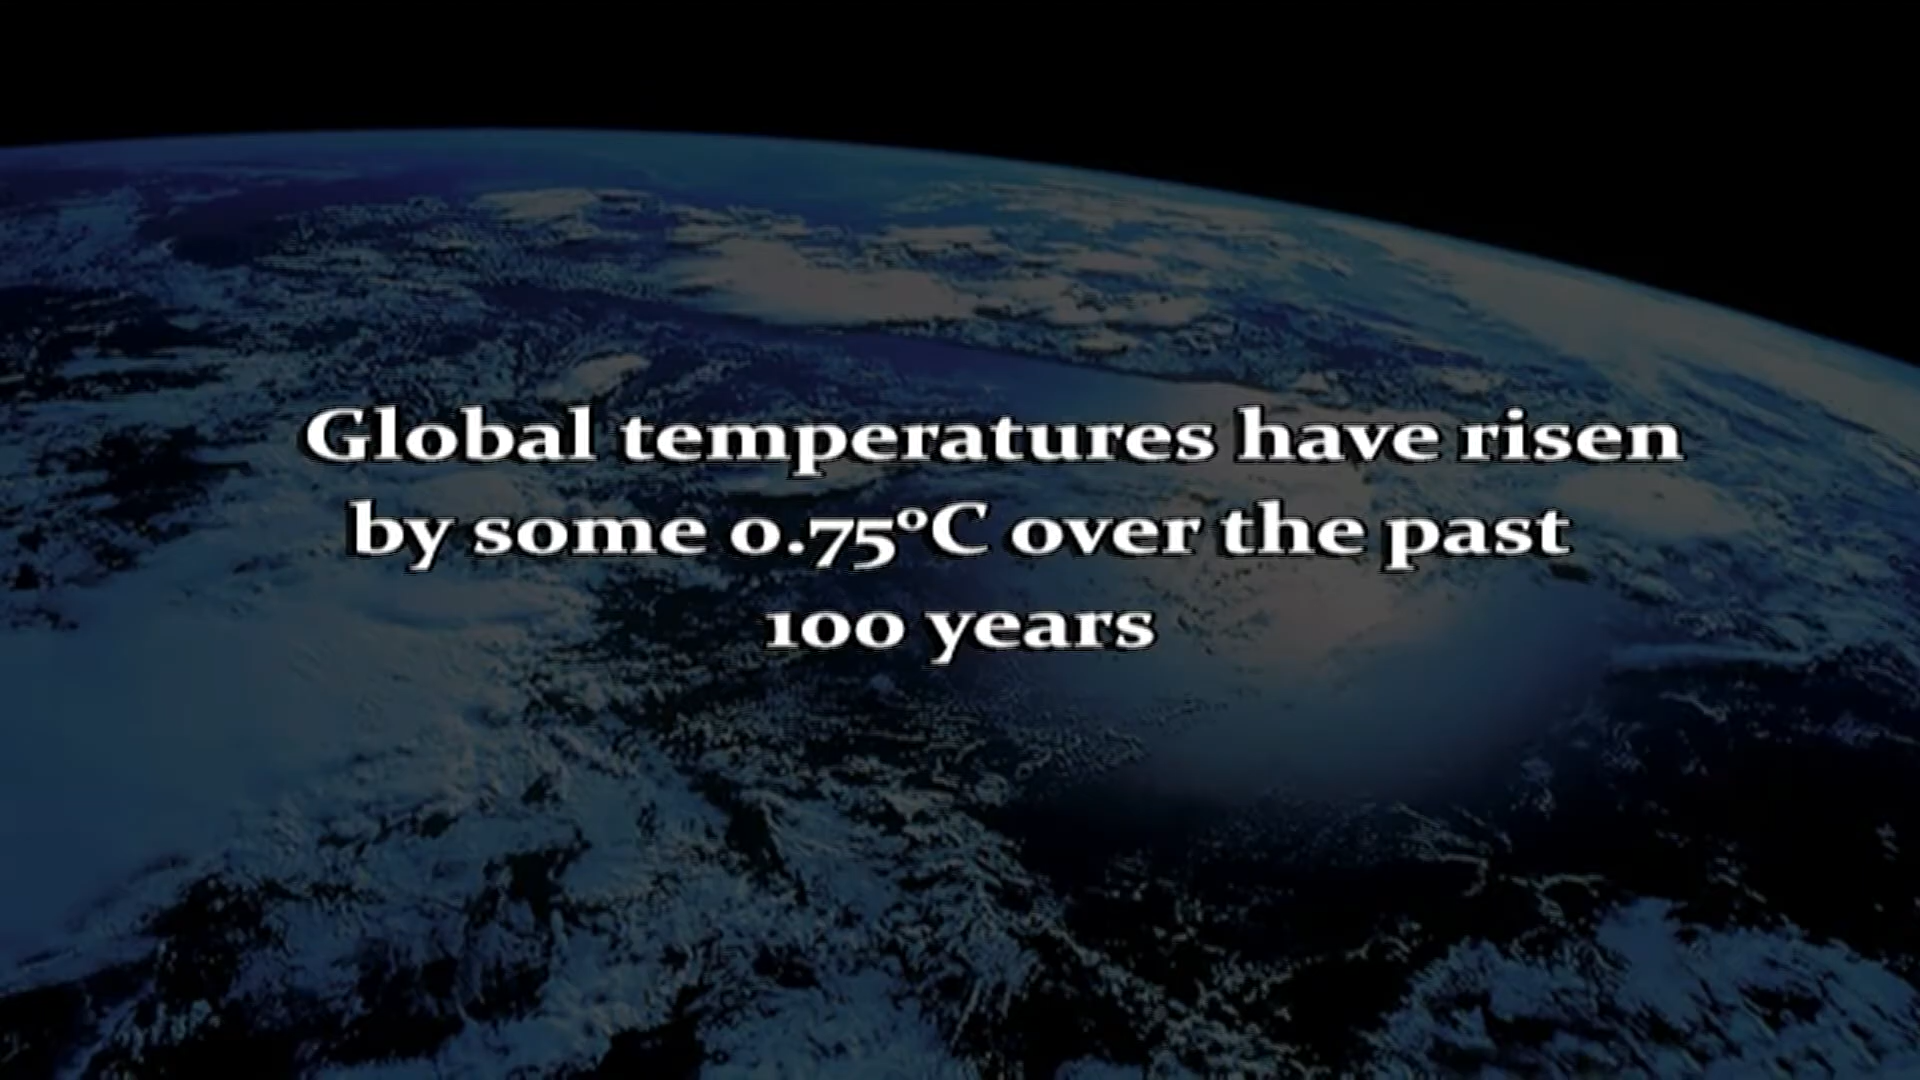 Global temperatures have risen
by some 0.75°C over the past
100 years